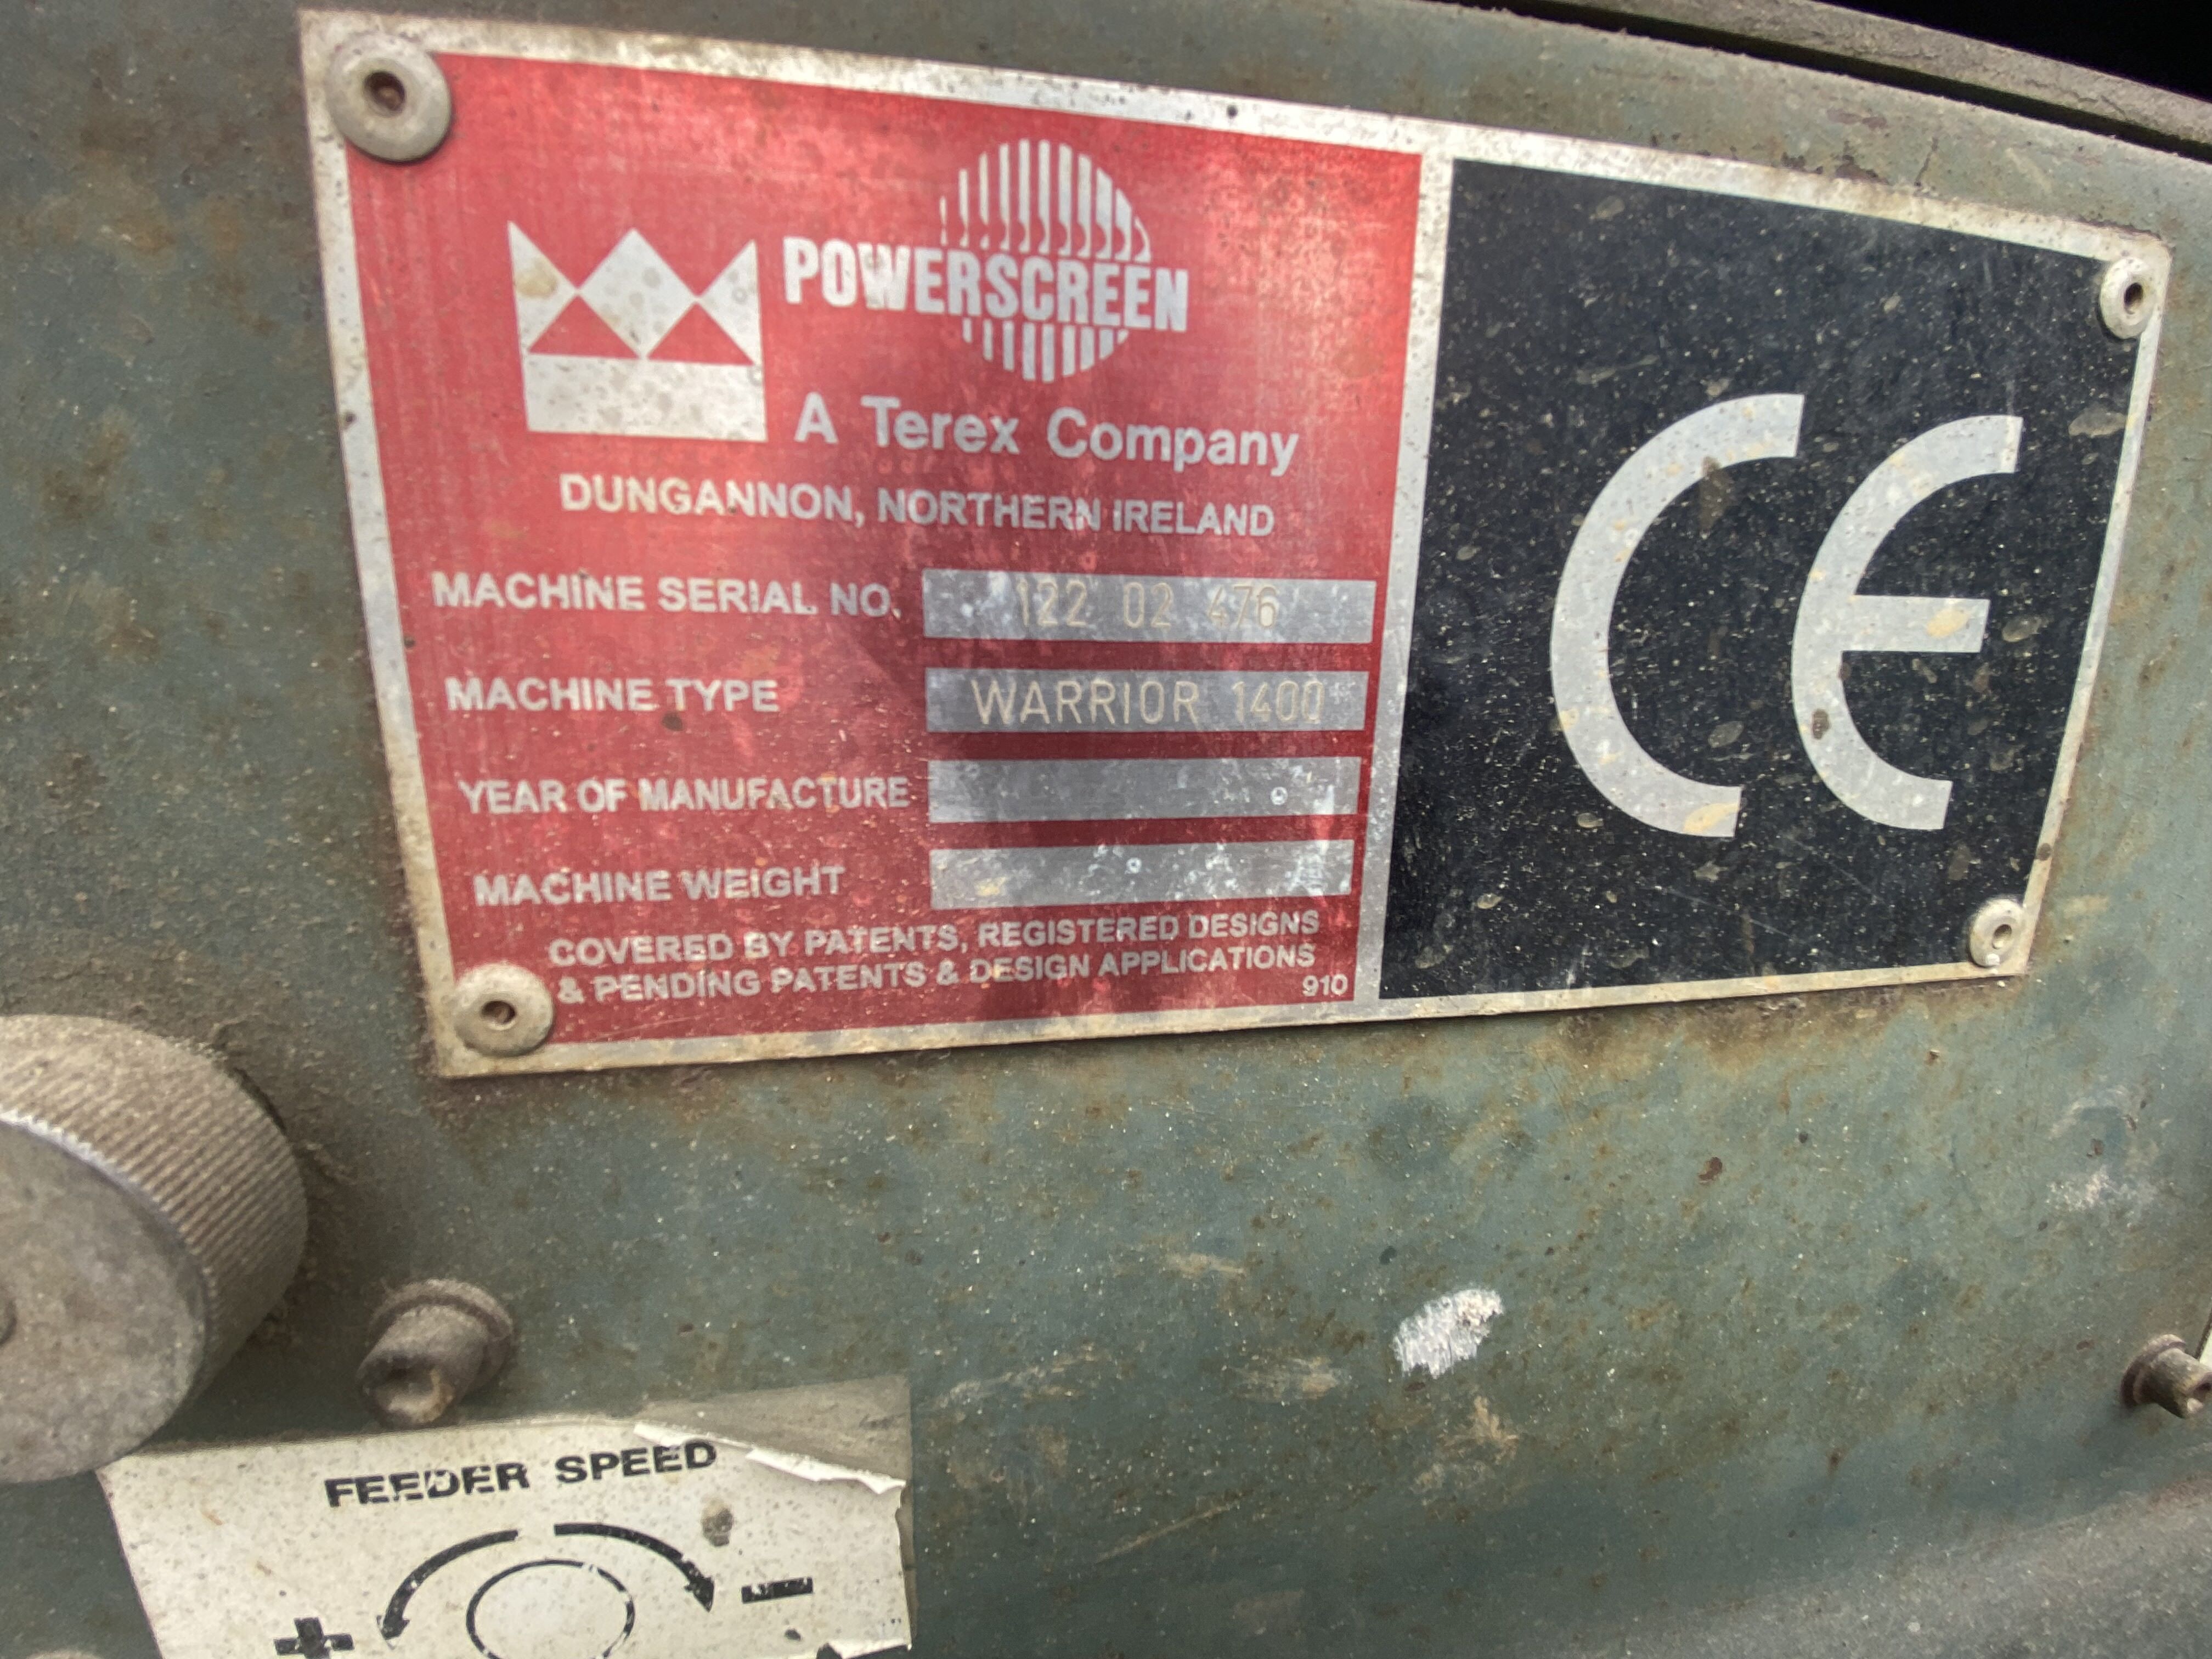 POWERSCREEN
A Terex Company
DUNGANNON, NORTHERN IRELAND
MACHINE SERIAL NO. 122 02 476
MACHINE TYPE WARRIOR 1400
YEAR OF MANUFACTURE
MACHINE WEIGHT
COVERED BY PATENTS, REGISTERED DESIGNS
& PENDING PATENTS & DESIGN APPLICATIONS
910
CE
FEEDER SPEED
+ -